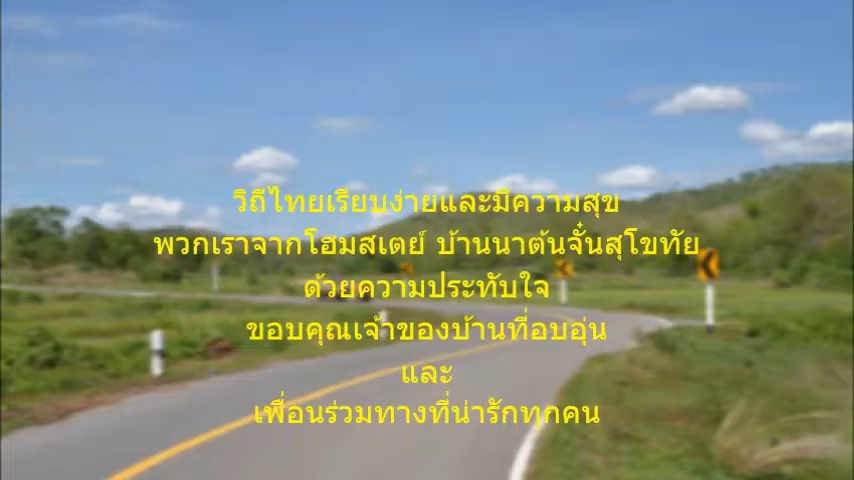 วิถีไทยเรียบง่ายและมีความสุข
พวกเราจากโฮมสเตย์ บ้านนาต้นจั่นสุโขทัย
ด้วยความประทับใจ
ขอบคุณเจ้าของบ้านที่อบอุ่น
และ
เพื่อนร่วมทางที่น่ารักทุกคน